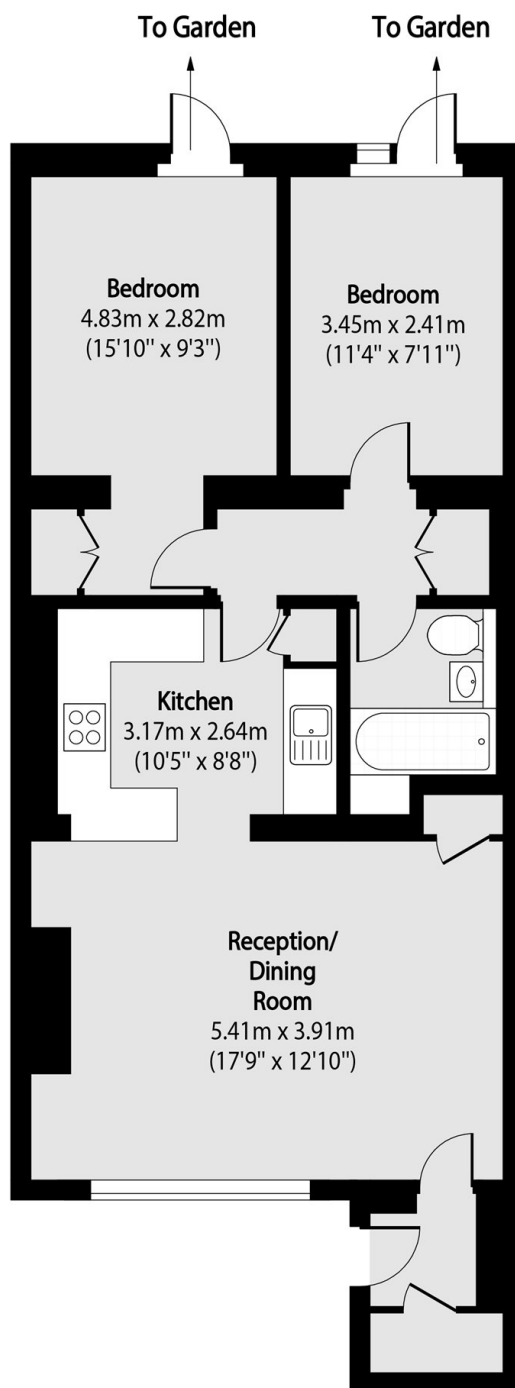 To Garden
To Garden
Bedroom
4.83m x 2.82m
(15'10" x 9'3")
Bedroom
3.45m x 2.41m
(11'4" x 7'11")
Kitchen
3.17m x 2.64m
(10'5" x 8'8")
Reception/
Dining
Room
5.41m x 3.91m
(17'9" x 12'10")